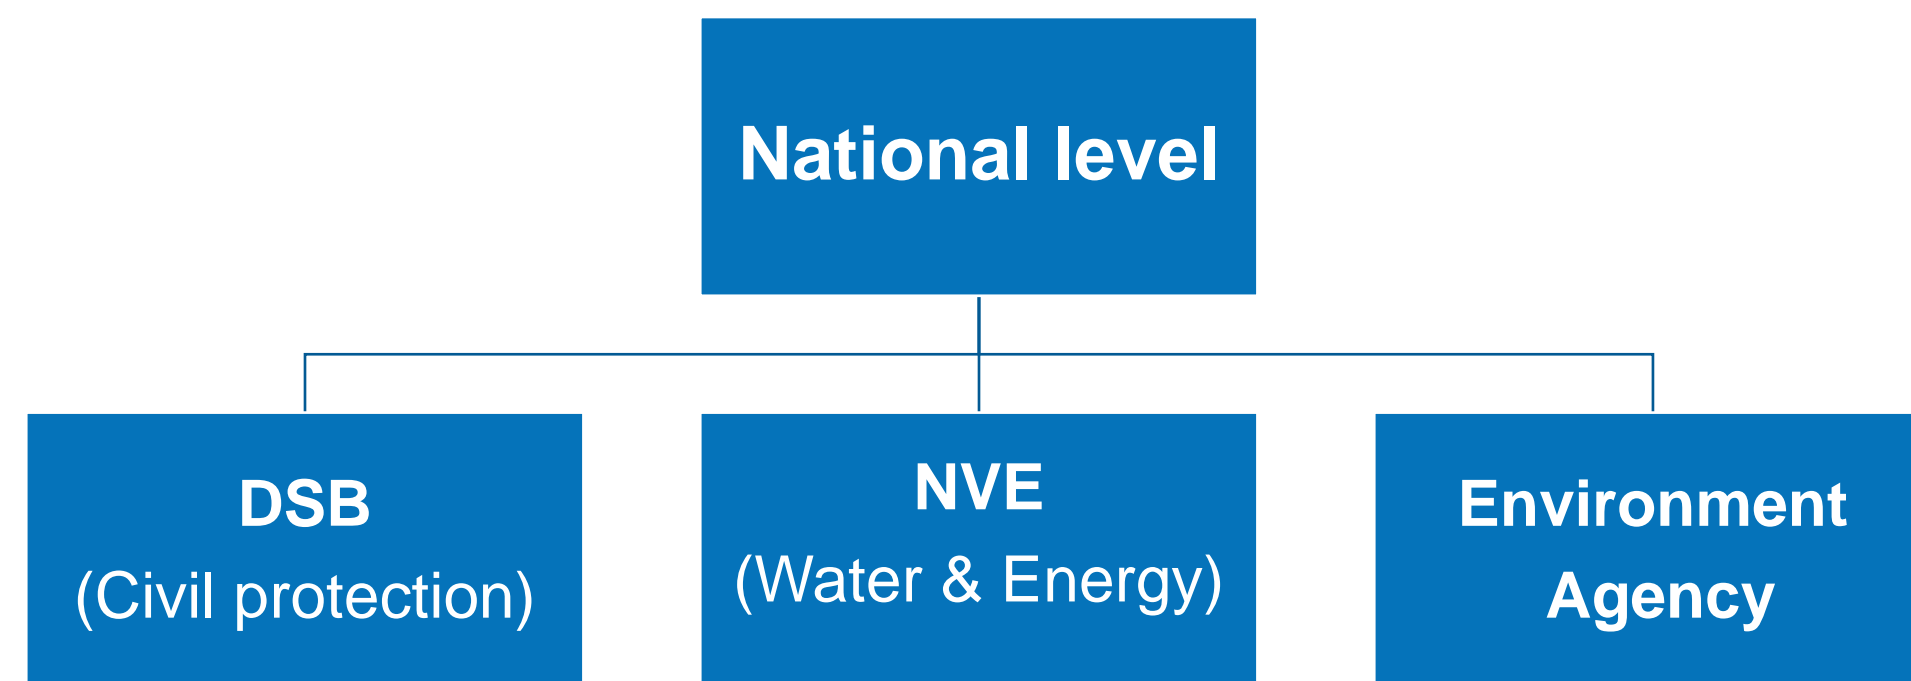 National level
DSB
(Civil protection)
NVE
(Water & Energy)
Environment
Agency